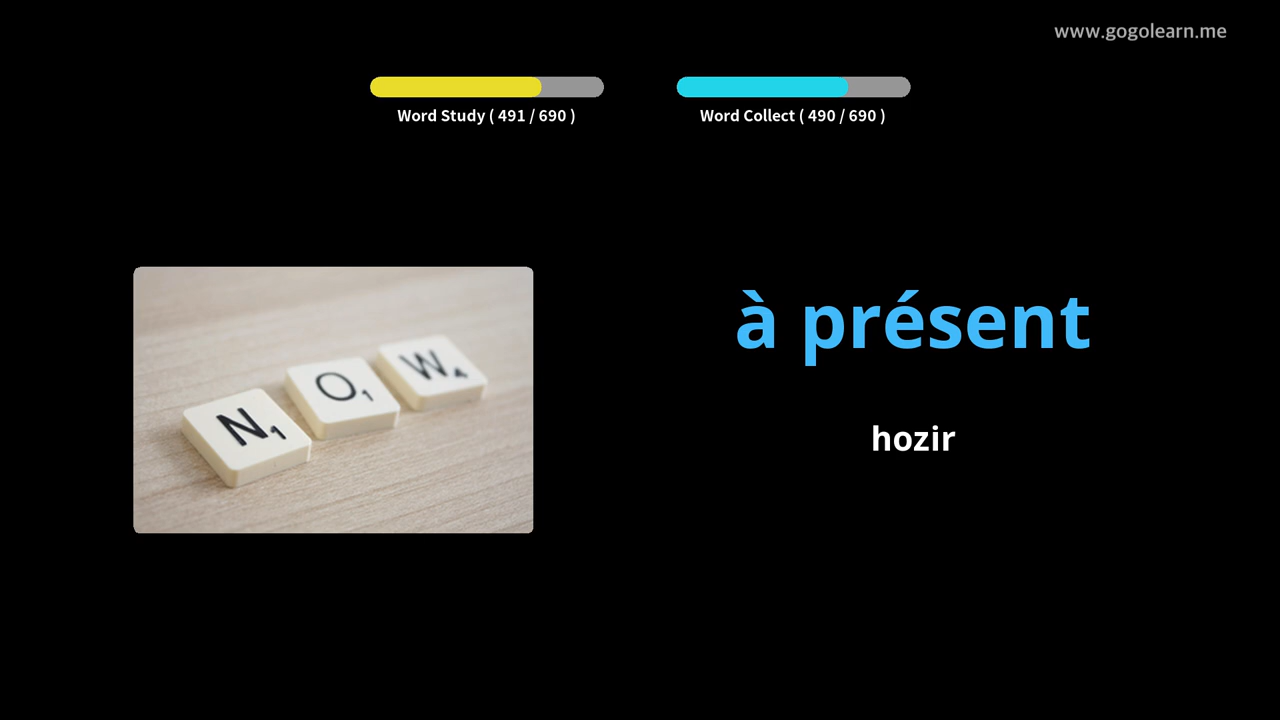 www.gogolearn.me
Word Study ( 491 / 690 )
Word Collect ( 490 / 690 )
N1 O1 W4
à présent
hozir